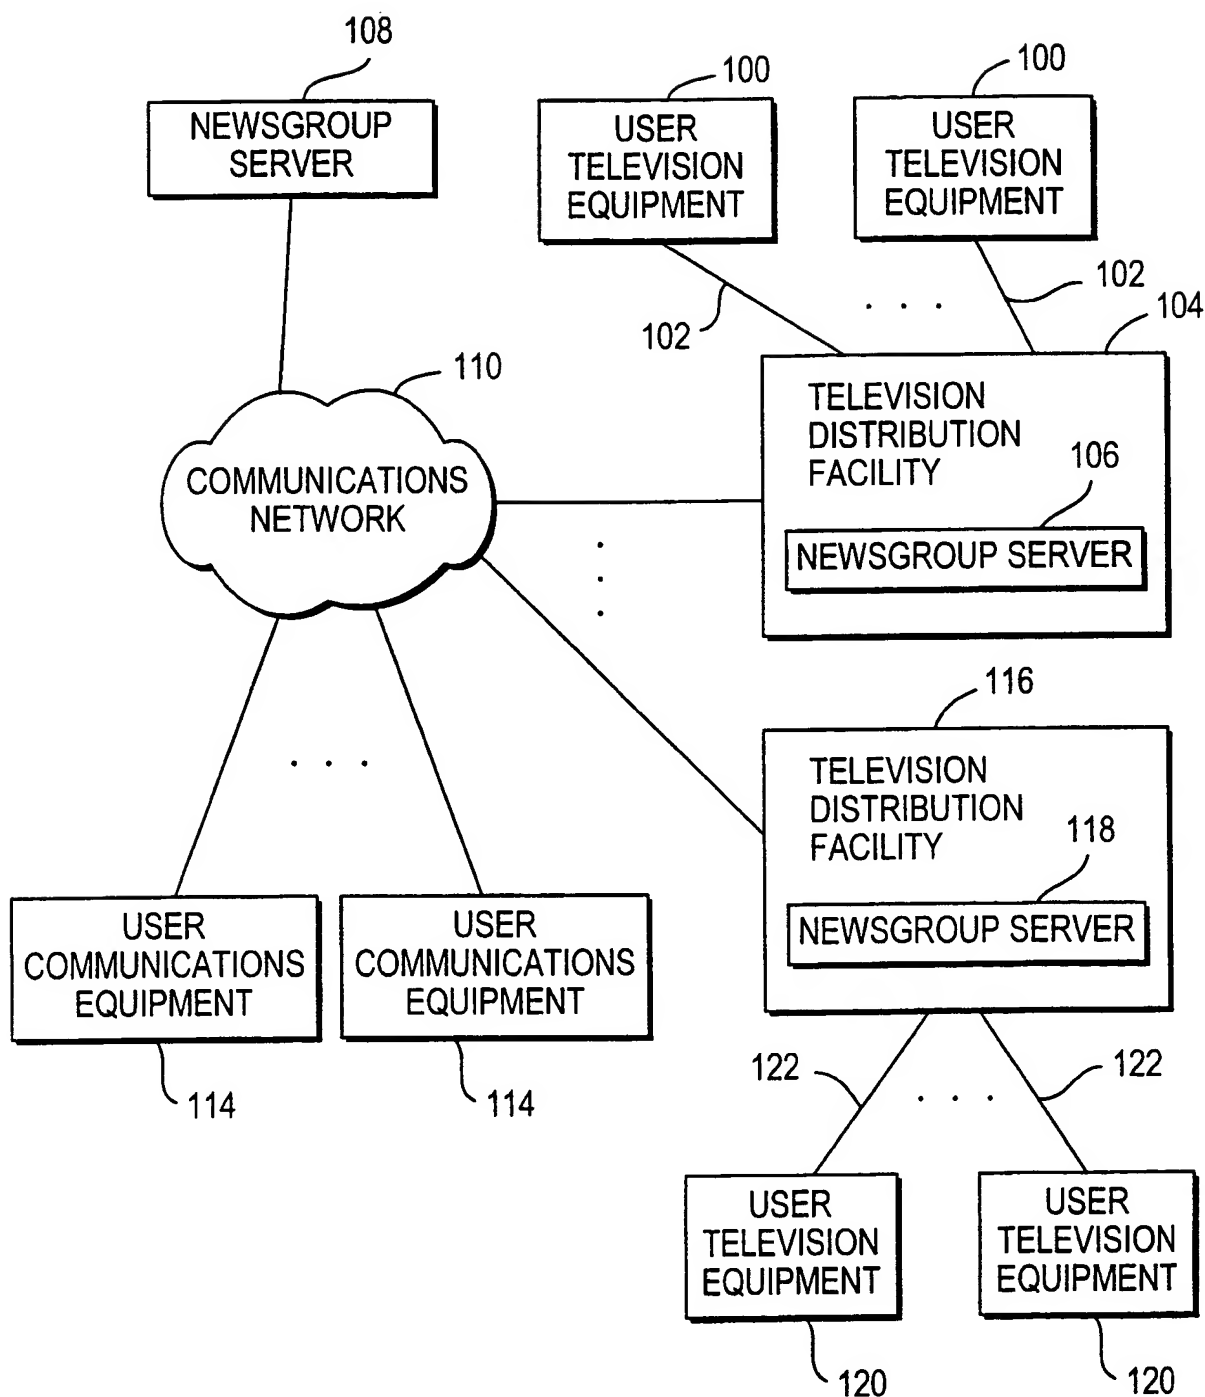 108
NEWSGROUP
SERVER
100
USER
TELEVISION
EQUIPMENT
100
USER
TELEVISION
EQUIPMENT
102
102
104
110
COMMUNICATIONS
NETWORK
TELEVISION
DISTRIBUTION
FACILITY
106
NEWSGROUP SERVER
. . .
. . .
116
TELEVISION
DISTRIBUTION
FACILITY
118
NEWSGROUP SERVER
. . .
USER
COMMUNICATIONS
EQUIPMENT
114
USER
COMMUNICATIONS
EQUIPMENT
114
122
. . .
122
USER
TELEVISION
EQUIPMENT
120
USER
TELEVISION
EQUIPMENT
120